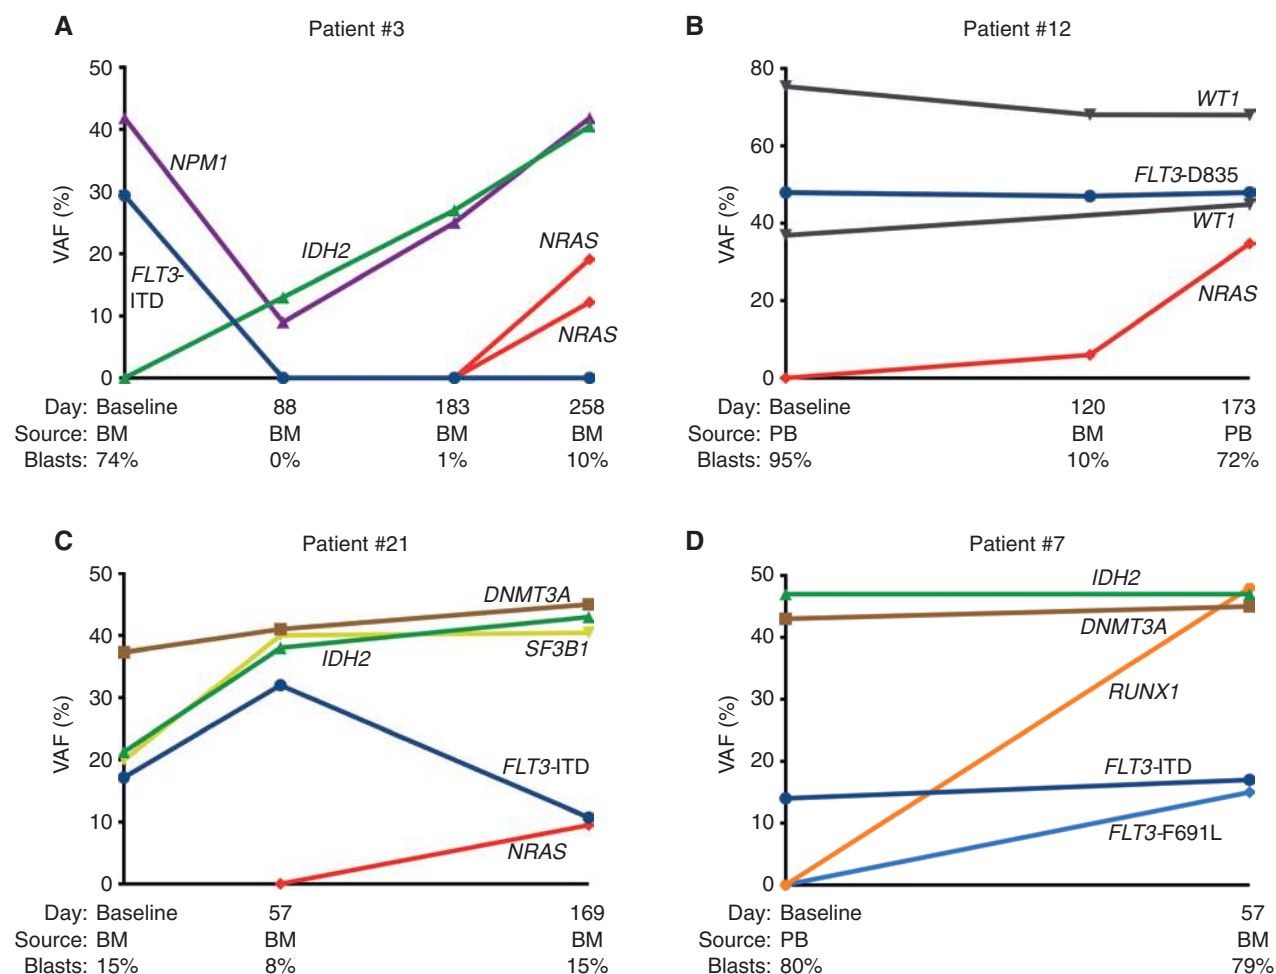 A
Patient #3
VAF (%)
50
40
30
20
10
0
NPM1
IDH2
FLT3-
ITD
NRAS
NRAS
Day: Baseline 88 183 258
Source: BM BM BM BM
Blasts: 74% 0% 1% 10%
B
Patient #12
VAF (%)
80
60
40
20
0
WT1
FLT3-D835
WT1
NRAS
Day: Baseline 120 173
Source: PB BM PB
Blasts: 95% 10% 72%
C
Patient #21
VAF (%)
50
40
30
20
10
0
DNMT3A
SF3B1
IDH2
FLT3-ITD
NRAS
Day: Baseline 57 169
Source: BM BM BM
Blasts: 15% 8% 15%
D
Patient #7
VAF (%)
50
40
30
20
10
0
IDH2
DNMT3A
RUNX1
FLT3-ITD
FLT3-F691L
Day: Baseline 57
Source: PB BM
Blasts: 80% 79%